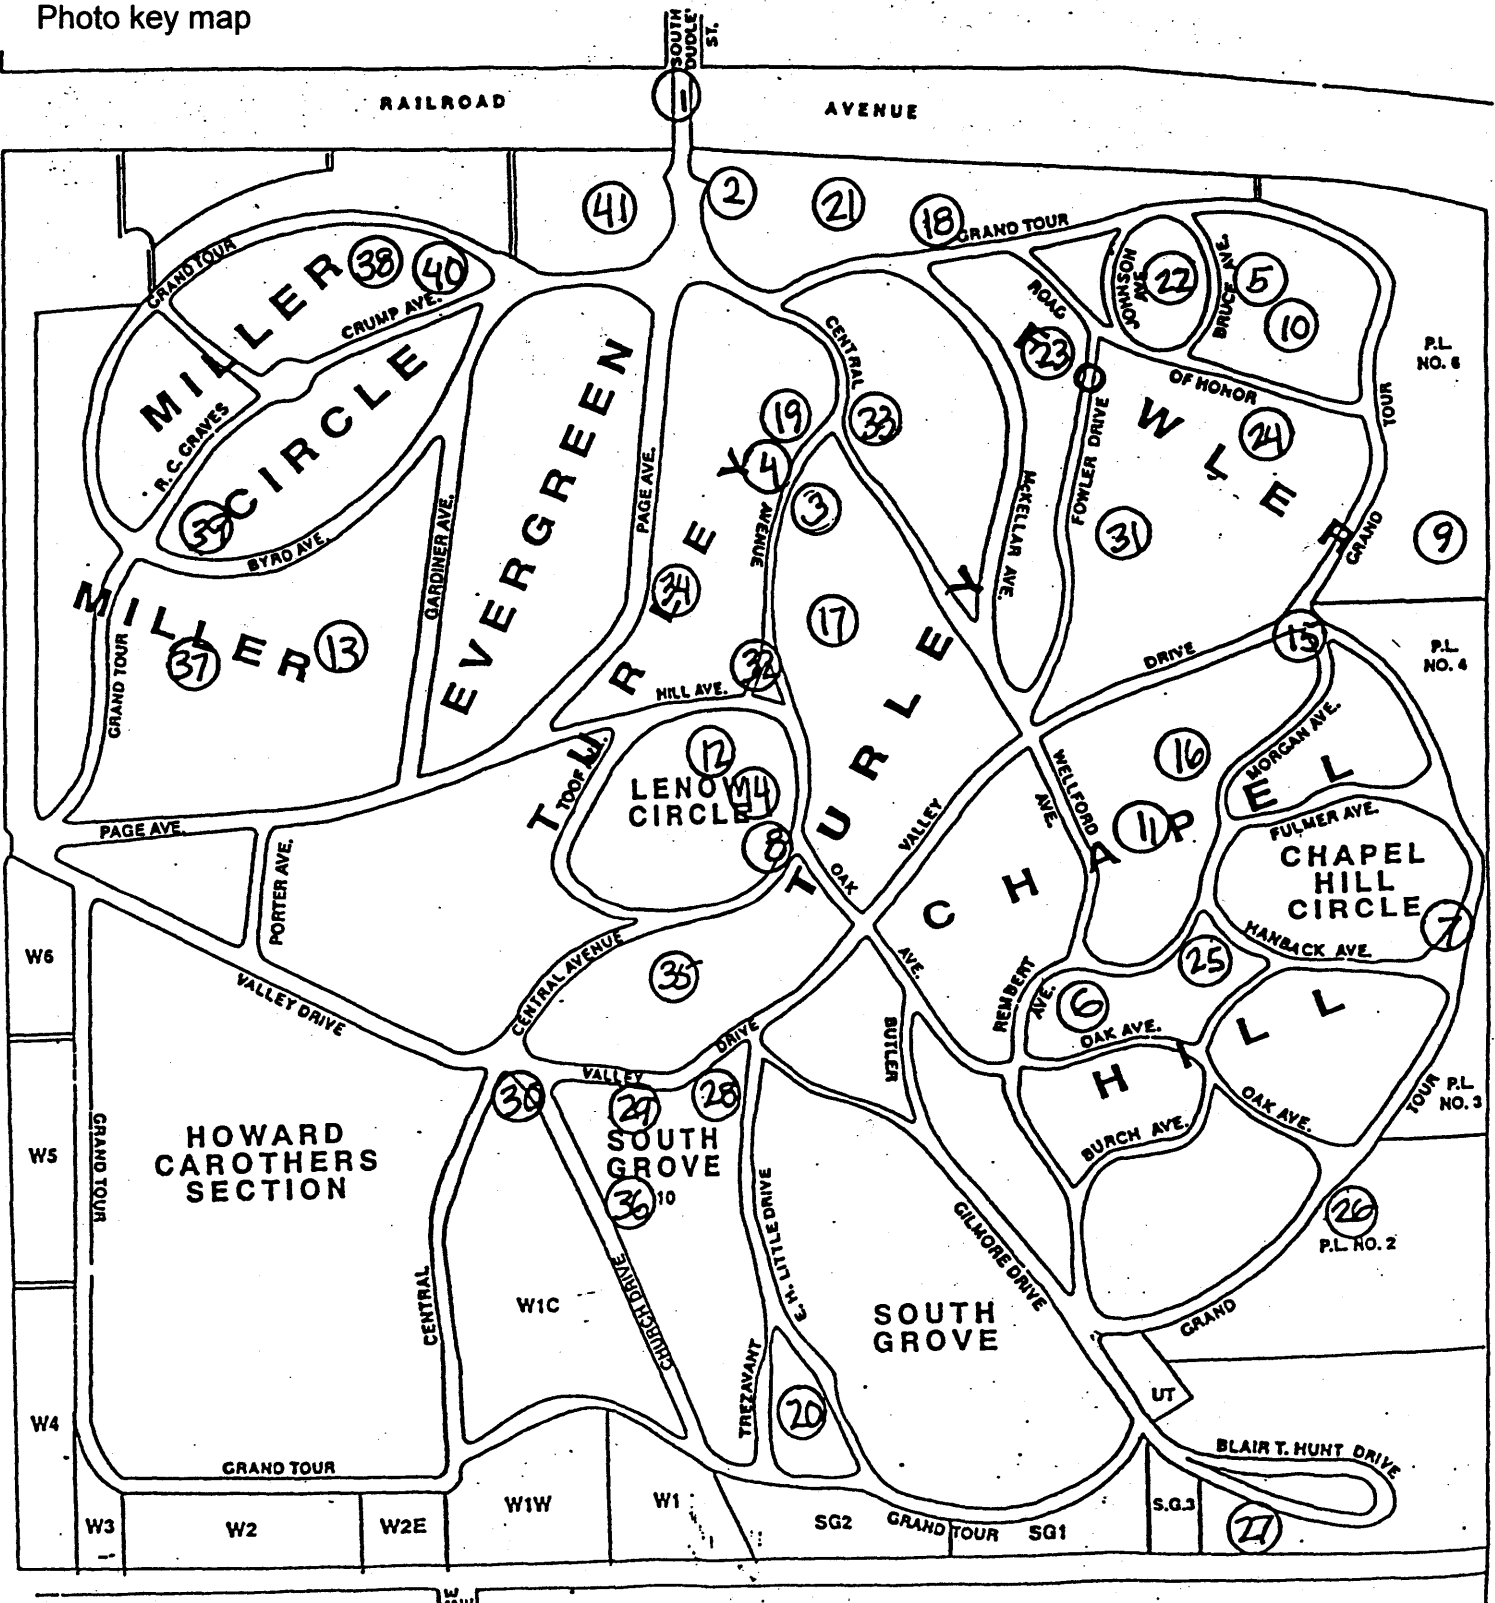 Photo key map
SOUTH
DUDLE'
ST.
1
RAILROAD
AVENUE
41
2
21
18
GRAND TOUR
GRAND TOUR
38
40
22
5
JOHNSON
AVE.
BRUCE AVE.
10
MILLER
CRUMP AVE.
CENTRAL
ROAD
23
P.L.
NO. 6
OF HONOR
TOUR
R. C. GRAVES
CIRCLE
19
33
FOWLER
24
4
3
PAGE AVE.
AVENUE
McKELLAR AVE.
FOWLER DRIVE
31
9
GRAND
BYRD AVE.
GARDINER AVE.
EVERGREEN
34
17
MILLER
37
13
GRAND TOUR
32
HILL AVE.
DRIVE
15
P.L.
NO. 4
TURLEY
TURLEY
TOOF
12
LENOW
CIRCLE
14
8
16
MORGAN AVE.
WELLFORD
AVE.
11
VALLEY
OAK
FULMER AVE.
PAGE AVE.
PORTER AVE.
CHAPEL
HILL
CHAPEL
HILL
CIRCLE
7
HANBACK AVE.
25
W6
CENTRAL AVENUE
35
AVE.
REMBERT
AVE.
6
OAK AVE.
VALLEY DRIVE
DRIVE
BUTLER
VALLEY
29
28
OAK AVE.
TOUR
P.L.
NO. 3
GRAND TOUR
HOWARD
CAROTHERS
SECTION
SOUTH
GROVE
36
10
BURCH AVE.
W5
E. H. LITTLE DRIVE
GILMORE DRIVE
26
P.L. NO. 2
CENTRAL
W1C
CHURCH DRIVE
SOUTH
GROVE
GRAND
TREZAVANT
20
UT
W4
GRAND TOUR
BLAIR T. HUNT DRIVE
W3
W2
W2E
W1W
W1
SG2
GRAND TOUR
SG1
S.G.3
27